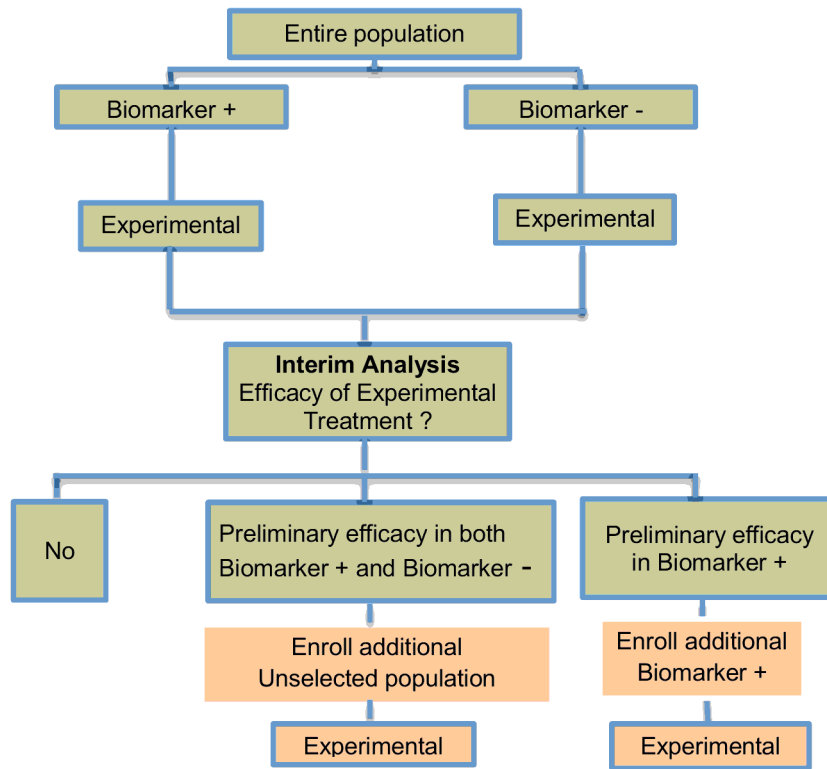 Entire population
Biomarker +
Biomarker -
Experimental
Experimental
Interim Analysis
Efficacy of Experimental
Treatment ?
No
Preliminary efficacy in both
Biomarker + and Biomarker -
Preliminary efficacy
in Biomarker +
Enroll additional
Unselected population
Enroll additional
Biomarker +
Experimental
Experimental